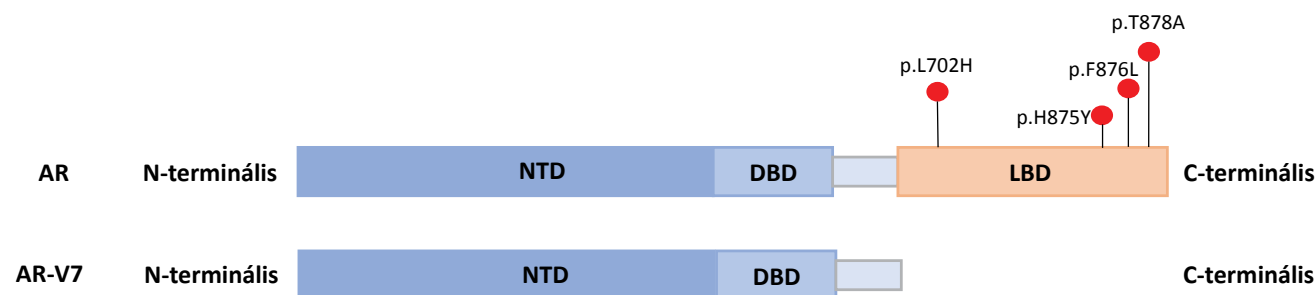 p.T878A
p.L702H
p.F876L
p.H875Y
AR N-terminális NTD DBD LBD C-terminális
AR-V7 N-terminális NTD DBD C-terminális